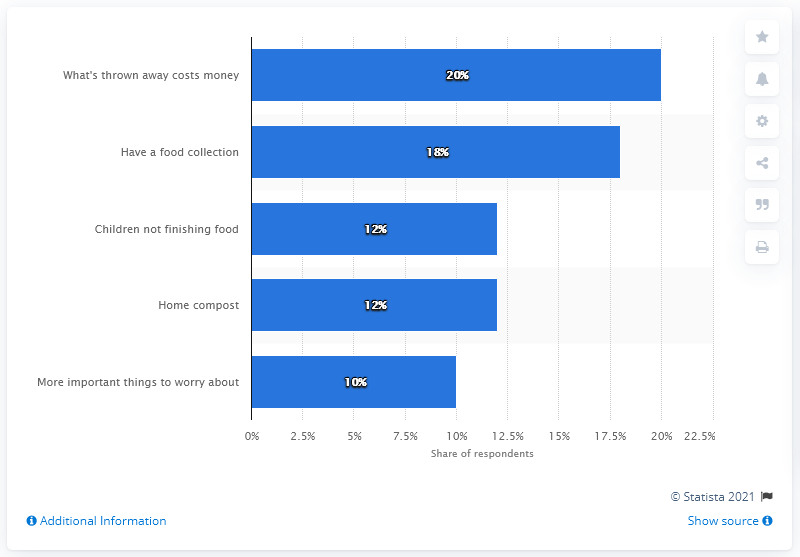 What's thrown away costs money
20%
Have a food collection
18%
Children not finishing food
12%
Home compost
12%
More important things to worry about
10%
0% 2.5% 5% 7.5% 10% 12.5% 15% 17.5% 20% 22.5%
Share of respondents
© Statista 2021
Additional Information
Show source